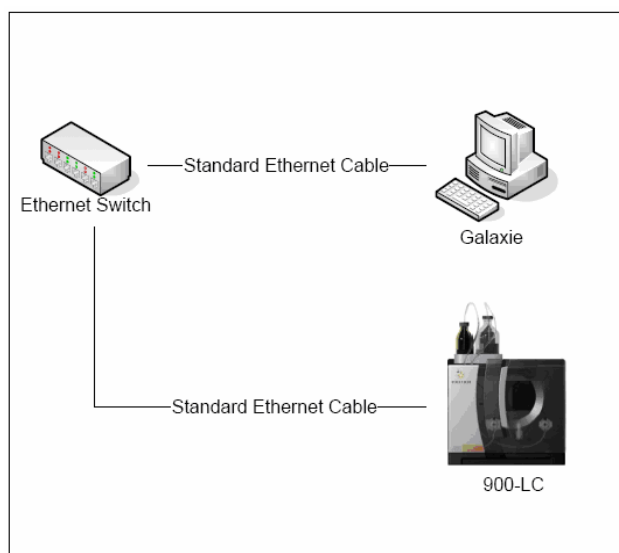 Standard Ethernet Cable
Ethernet Switch
Galaxie
Standard Ethernet Cable
900-LC